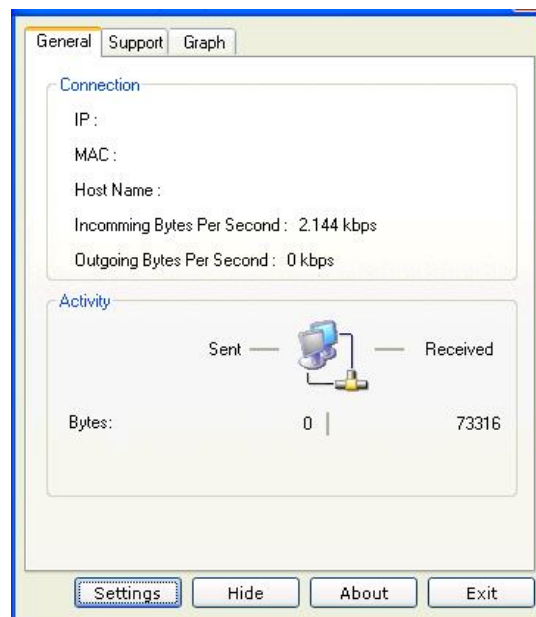 General Support Graph
Connection
IP :
MAC :
Host Name :
Incomming Bytes Per Second : 2.144 kbps
Outgoing Bytes Per Second : 0 kbps
Activity
Sent Received
Bytes: 0 73316
Settings Hide About Exit